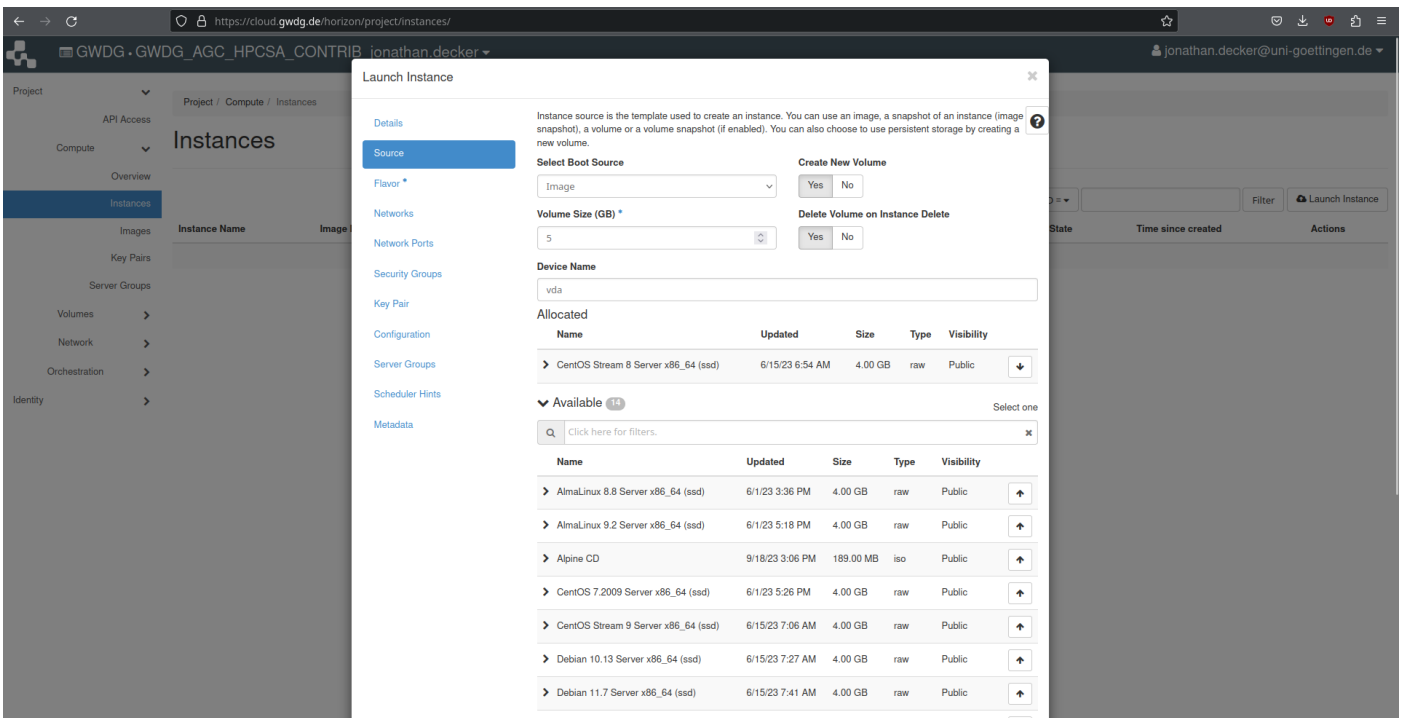 https://cloud.gwdg.de/horizon/project/instances/
GWDG • GWDG_AGC_HPCSA_CONTRIB_jonathan.decker
jonathan.decker@uni-goettingen.de
Project
API Access
Compute
Overview
Instances
Images
Key Pairs
Server Groups
Volumes
Network
Orchestration
Identity
Project / Compute / Instances
Instances
Filter
Launch Instance
Instance Name
State
Time since created
Actions
Launch Instance
Details
Source
Flavor *
Networks
Network Ports
Security Groups
Key Pair
Configuration
Server Groups
Scheduler Hints
Metadata
Instance source is the template used to create an instance. You can use an image, a snapshot of an instance (image
snapshot), a volume or a volume snapshot (if enabled). You can also choose to use persistent storage by creating a
new volume.
Select Boot Source Create New Volume
Image Yes No
Volume Size (GB) * Delete Volume on Instance Delete
5 Yes No
Device Name
vda
Allocated
Name Updated Size Type Visibility
CentOS Stream 8 Server x86_64 (ssd) 6/15/23 6:54 AM 4.00 GB raw Public
Available 14 Select one
Click here for filters.
Name Updated Size Type Visibility
AlmaLinux 8.8 Server x86_64 (ssd) 6/1/23 3:36 PM 4.00 GB raw Public
AlmaLinux 9.2 Server x86_64 (ssd) 6/1/23 5:18 PM 4.00 GB raw Public
Alpine CD 9/18/23 3:06 PM 189.00 MB iso Public
CentOS 7.2009 Server x86_64 (ssd) 6/1/23 5:26 PM 4.00 GB raw Public
CentOS Stream 9 Server x86_64 (ssd) 6/15/23 7:06 AM 4.00 GB raw Public
Debian 10.13 Server x86_64 (ssd) 6/15/23 7:27 AM 4.00 GB raw Public
Debian 11.7 Server x86_64 (ssd) 6/15/23 7:41 AM 4.00 GB raw Public